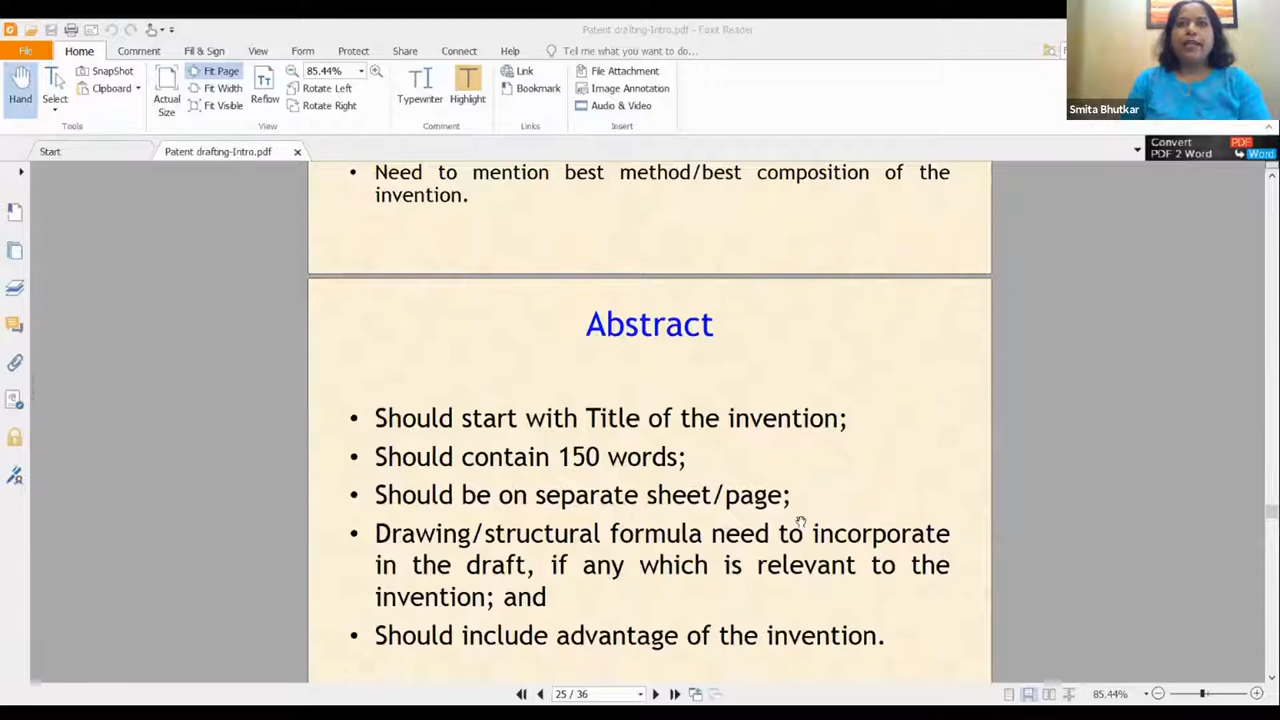 Patent drafting-Intro.pdf - Foxit Reader
File Home Comment Fill & Sign View Form Protect Share Connect Help Tell me what you want to do...
Hand
Select
SnapShot
Clipboard
Tools
Actual Size
Fit Page
Fit Width
Fit Visible
Reflow
85.44%
Rotate Left
Rotate Right
View
Typewriter
Highlight
Comment
Link
Bookmark
Links
File Attachment
Image Annotation
Audio & Video
Insert
Smita Bhutkar
Start
Patent drafting-Intro.pdf
Convert PDF
PDF 2 Word Word
• Need to mention best method/best composition of the
invention.
Abstract
• Should start with Title of the invention;
• Should contain 150 words;
• Should be on separate sheet/page;
• Drawing/structural formula need to incorporate
in the draft, if any which is relevant to the
invention; and
• Should include advantage of the invention.
25 / 36
85.44%